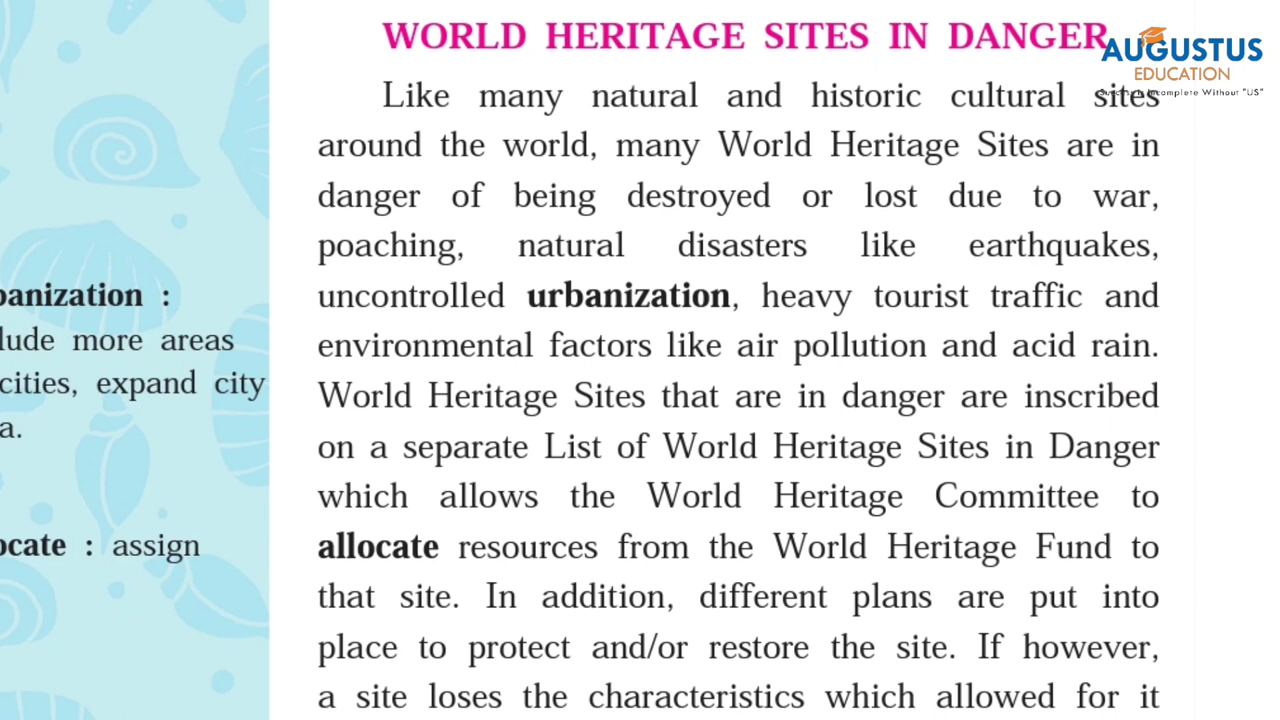 WORLD HERITAGE SITES IN DANGER
AUGUSTUS
EDUCATION
Incomplete Without "US"
Like many natural and historic cultural sites
around the world, many World Heritage Sites are in
danger of being destroyed or lost due to war,
poaching, natural disasters like earthquakes,
uncontrolled urbanization, heavy tourist traffic and
environmental factors like air pollution and acid rain.
World Heritage Sites that are in danger are inscribed
on a separate List of World Heritage Sites in Danger
which allows the World Heritage Committee to
allocate resources from the World Heritage Fund to
that site. In addition, different plans are put into
place to protect and/or restore the site. If however,
a site loses the characteristics which allowed for it
banization :
lude more areas
cities, expand city
a.
ocate : assign